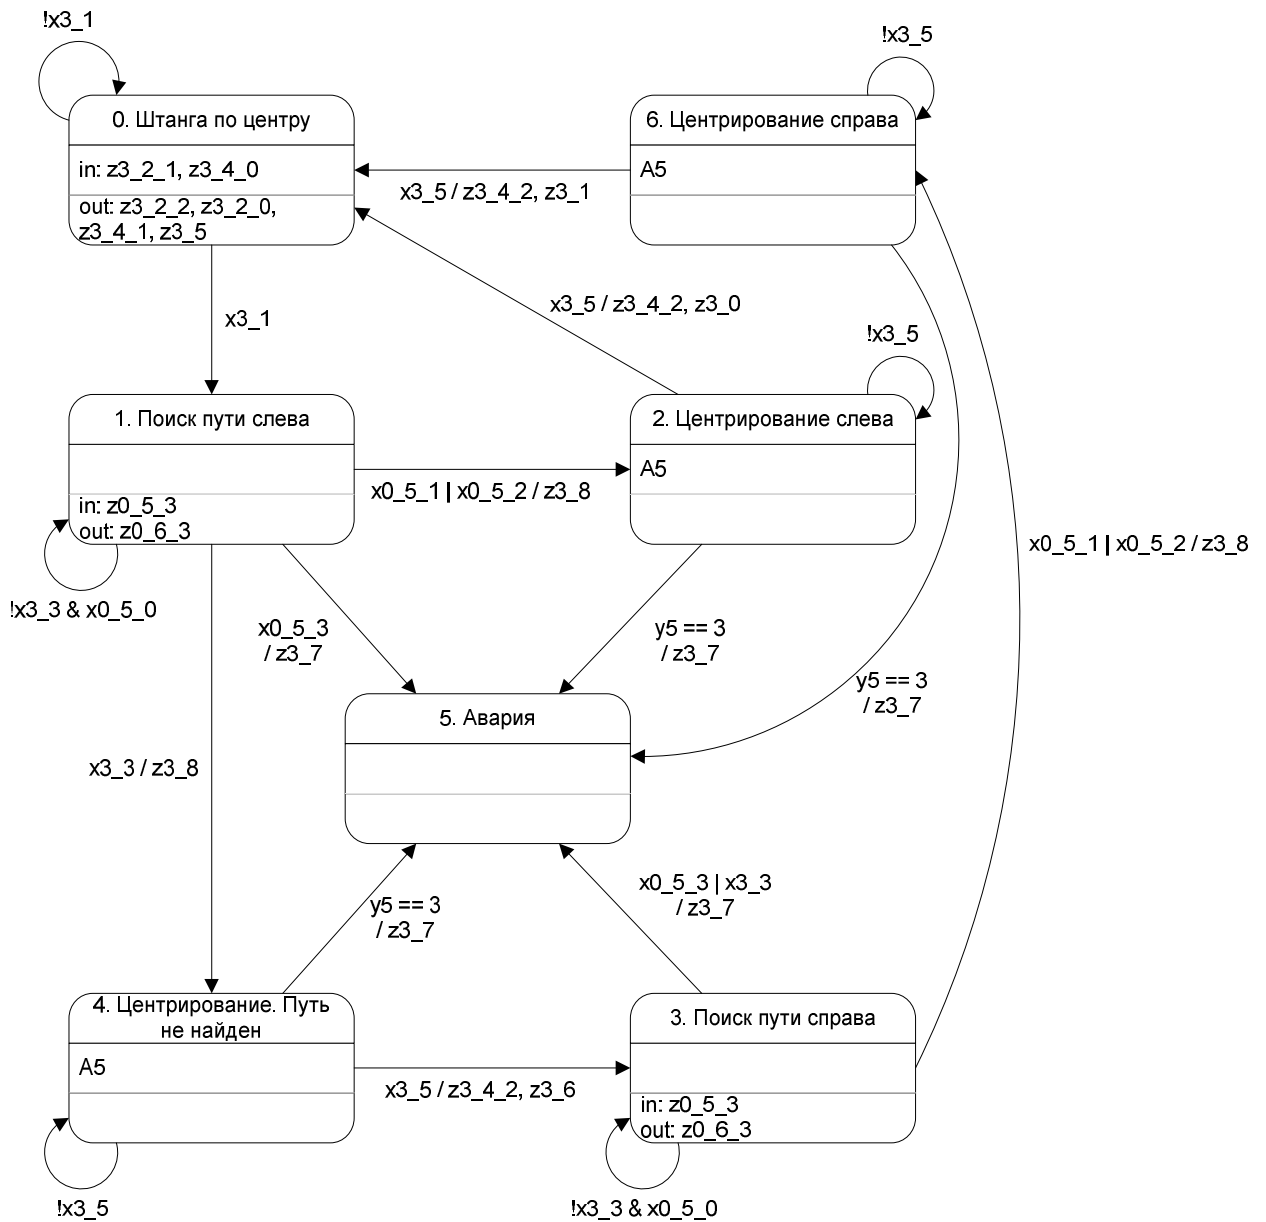 !x3_1
!x3_5
0. Штанга по центру
in: z3_2_1, z3_4_0
out: z3_2_2, z3_2_0,
z3_4_1, z3_5
6. Центрирование справа
A5
x3_5 / z3_4_2, z3_1
x3_5 / z3_4_2, z3_0
x3_1
!x3_5
1. Поиск пути слева
in: z0_5_3
out: z0_6_3
x0_5_1 | x0_5_2 / z3_8
2. Центрирование слева
A5
x0_5_1 | x0_5_2 / z3_8
!x3_3 & x0_5_0
x0_5_3
/ z3_7
y5 == 3
/ z3_7
y5 == 3
/ z3_7
5. Авария
x3_3 / z3_8
y5 == 3
/ z3_7
x0_5_3 | x3_3
/ z3_7
4. Центрирование. Путь
не найден
A5
x3_5 / z3_4_2, z3_6
3. Поиск пути справа
in: z0_5_3
out: z0_6_3
!x3_5
!x3_3 & x0_5_0